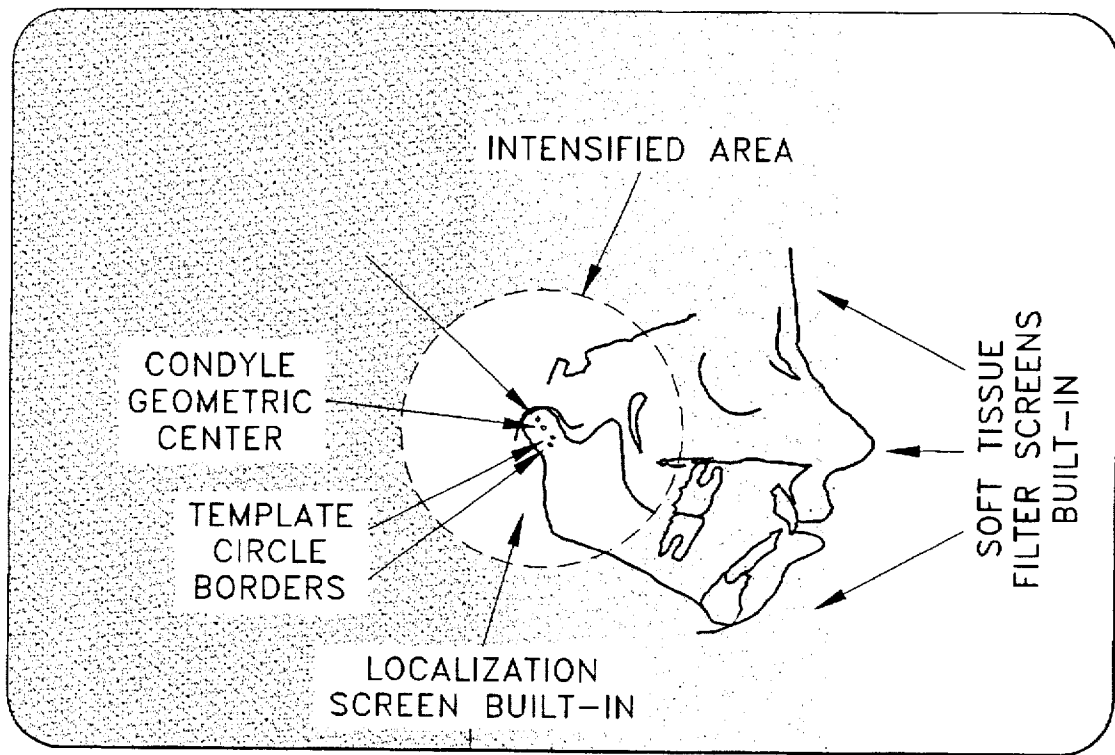 INTENSIFIED AREA
CONDYLE
GEOMETRIC
CENTER
TEMPLATE
CIRCLE
BORDERS
LOCALIZATION
SCREEN BUILT-IN
SOFT TISSUE
FILTER SCREENS
BUILT-IN